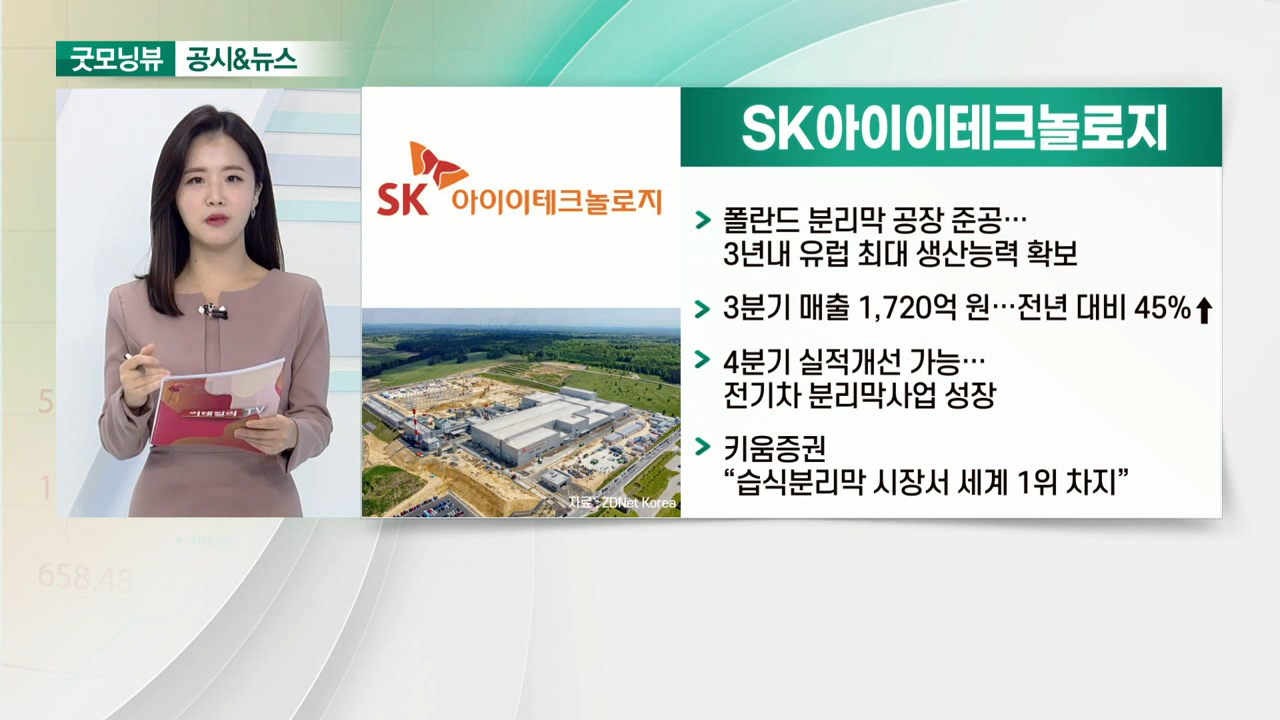 굿모닝뷰 공시&뉴스
SK 아이이테크놀로지
자료 : ZDNet Korea
이데일리 TV
SK아이이테크놀로지
폴란드 분리막 공장 준공…
3년내 유럽 최대 생산능력 확보
3분기 매출 1,720억 원…전년 대비 45%↑
4분기 실적개선 가능…
전기차 분리막사업 성장
키움증권
“습식분리막 시장서 세계 1위 차지”
658.48